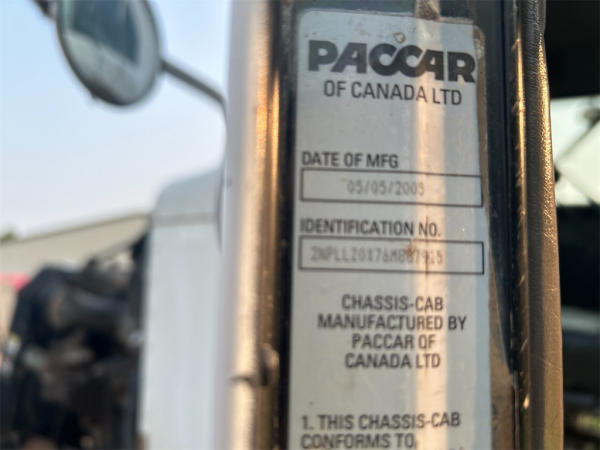 PACCAR
OF CANADA LTD
DATE OF MFG
05/05/2005
IDENTIFICATION NO.
CHASSIS-CAB
MANUFACTURED BY
PACCAR OF
CANADA LTD
1. THIS CHASSIS-CAB
CONFORMS TO